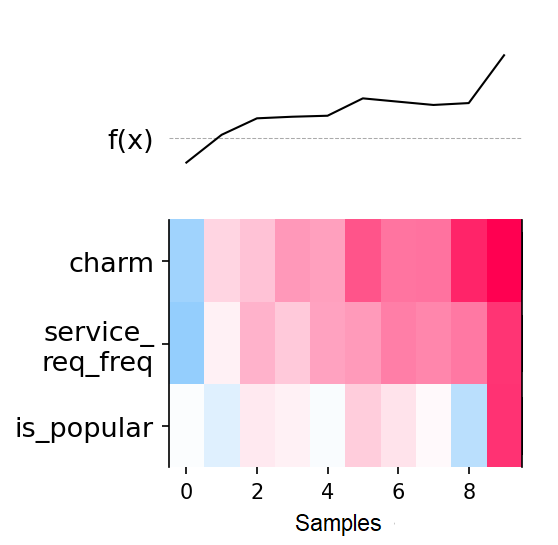 f(x)
charm
service_
req_freq
is_popular
0 2 4 6 8
Samples